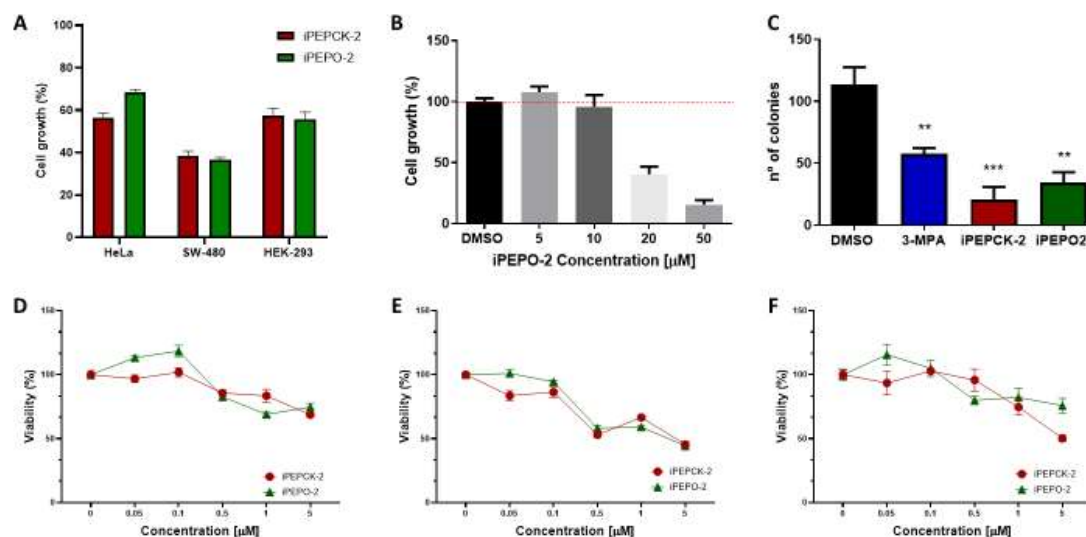 A
iPEPCK-2
iPEPO-2
Cell growth (%)
100
80
60
40
20
0
HeLa SW-480 HEK-293
B
Cell growth (%)
150
100
50
0
DMSO 5 10 20 50
iPEPO-2 Concentration [µM]
C
nº of colonies
150
100
50
0
**
***
**
DMSO 3-MPA iPEPCK-2 iPEPO2
D
Viability (%)
150
100
50
0
iPEPCK-2
iPEPO-2
0 0.05 0.1 0.5 1 5
Concentration [µM]
E
Viability (%)
150
100
50
0
iPEPCK-2
iPEPO-2
0 0.05 0.1 0.5 1 5
Concentration [µM]
F
Viability (%)
150
100
50
0
iPEPCK-2
iPEPO-2
0 0.05 0.1 0.5 1 5
Concentration [µM]